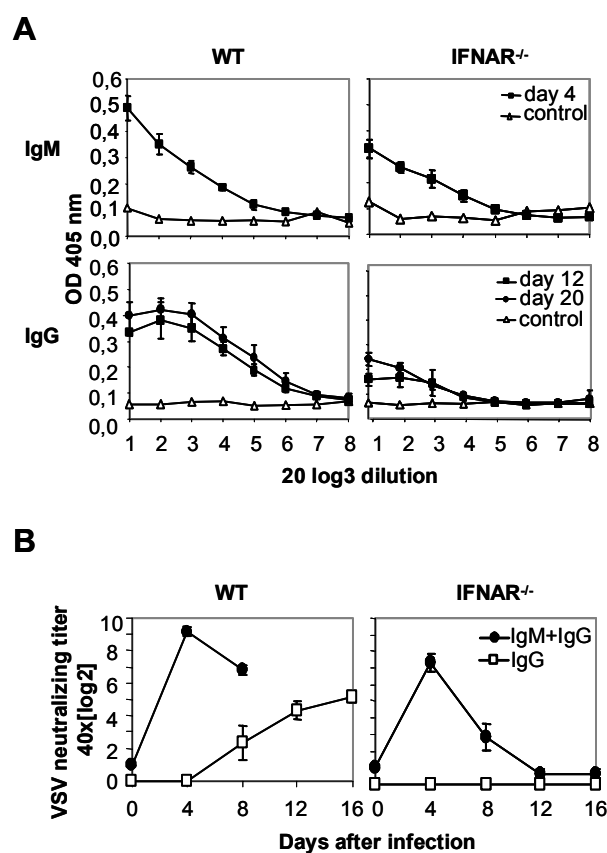 A
WT IFNAR-/-
IgM
0,6
0,5
0,4
0,3
0,2
0,1
0,0
day 4
control
OD 405 nm
IgG
0,6
0,5
0,4
0,3
0,2
0,1
0,0
day 12
day 20
control
1 2 3 4 5 6 7 8 1 2 3 4 5 6 7 8
20 log3 dilution
B
WT IFNAR-/-
VSV neutralizing titer
40x[log2]
10
8
6
4
2
0
IgM+IgG
IgG
0 4 8 12 16 0 4 8 12 16
Days after infection